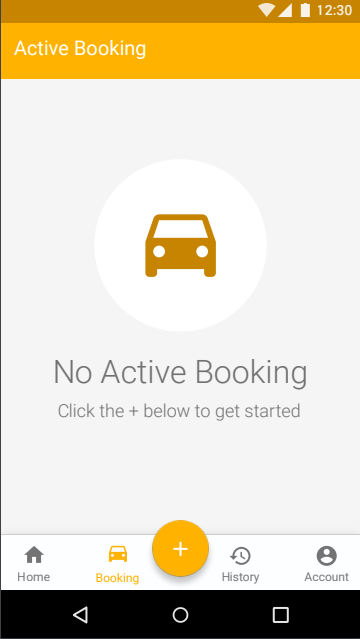 12:30
Active Booking
No Active Booking
Click the + below to get started
+
Home
Booking
History
Account